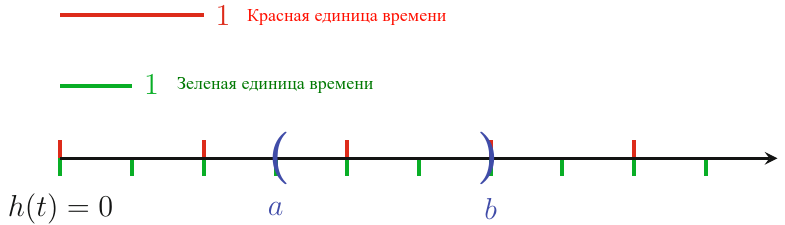 1 Красная единица времени
1 Зеленая единица времени
( )
h(t) = 0 a b